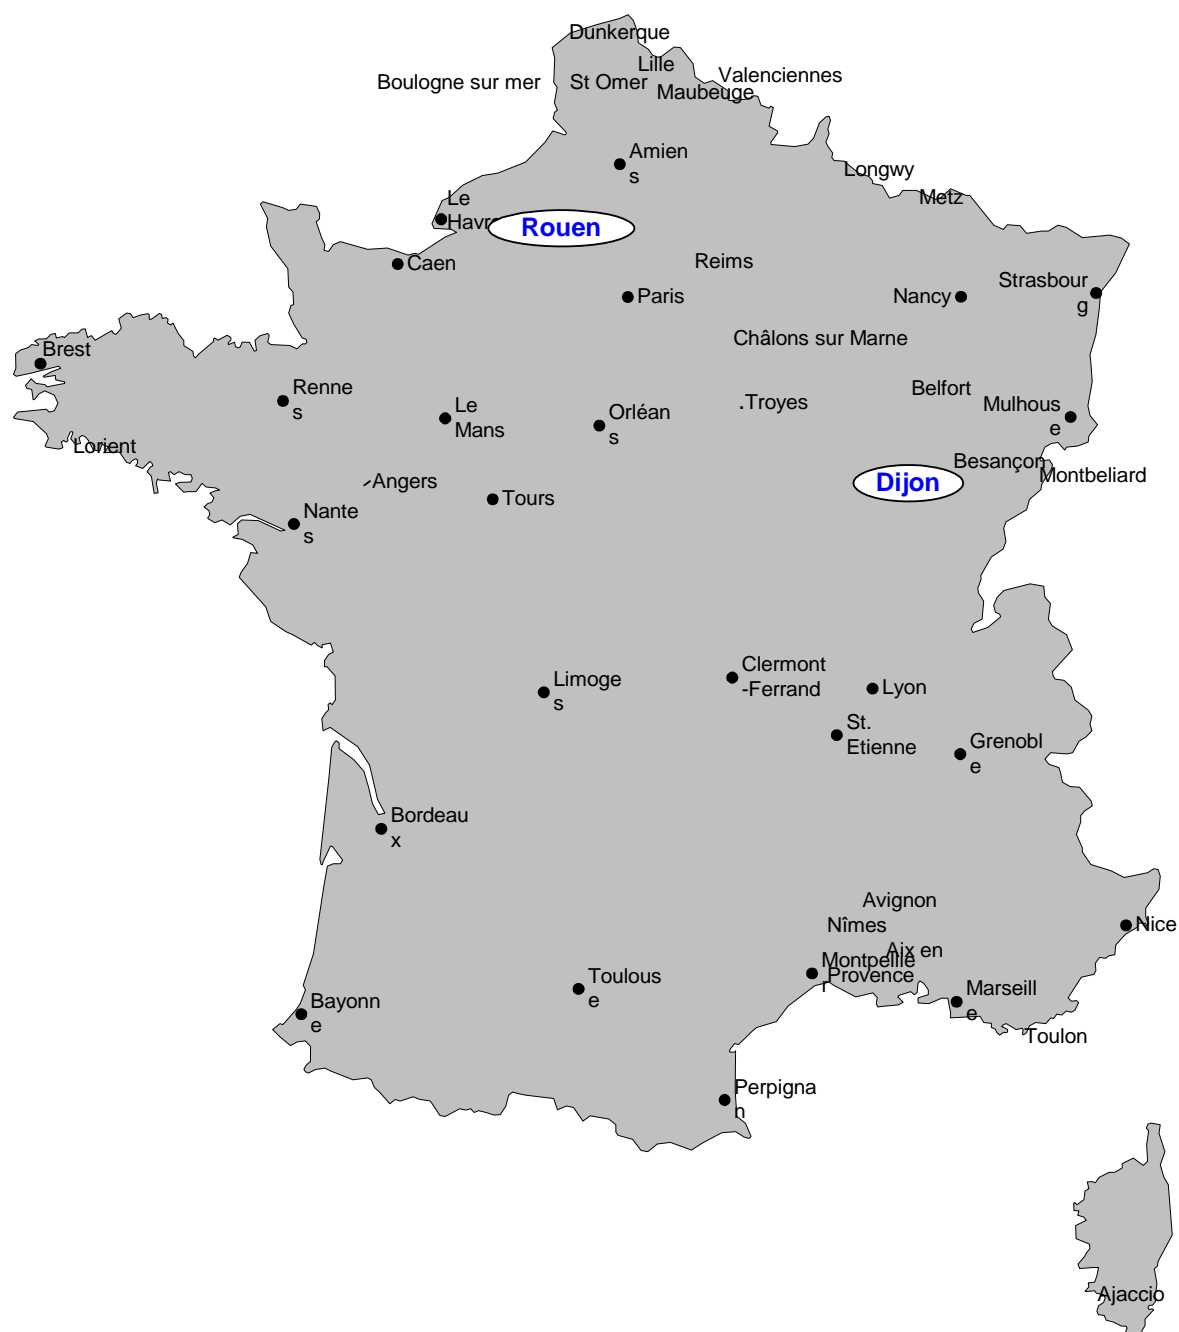 Dunkerque
Lille
Valenciennes
Boulogne sur mer
St Omer
Maubeuge
Amien
s
Longwy
Metz
Le
Havre
Rouen
Caen
Reims
Paris
Nancy
Strasbour
g
Châlons sur Marne
Brest
Renne
s
Le
Mans
Orléan
s
.Troyes
Belfort
Mulhous
e
Lorient
Angers
Tours
Besançon
Montbeliard
Dijon
Nante
s
Limoge
s
Clermont
-Ferrand
Lyon
St.
Etienne
Grenobl
e
Bordeau
x
Avignon
Nîmes
Nice
Aix en
Provence
Montpellie
r
Toulous
e
Marseill
e
Bayonn
e
Toulon
Perpigna
n
Ajaccio